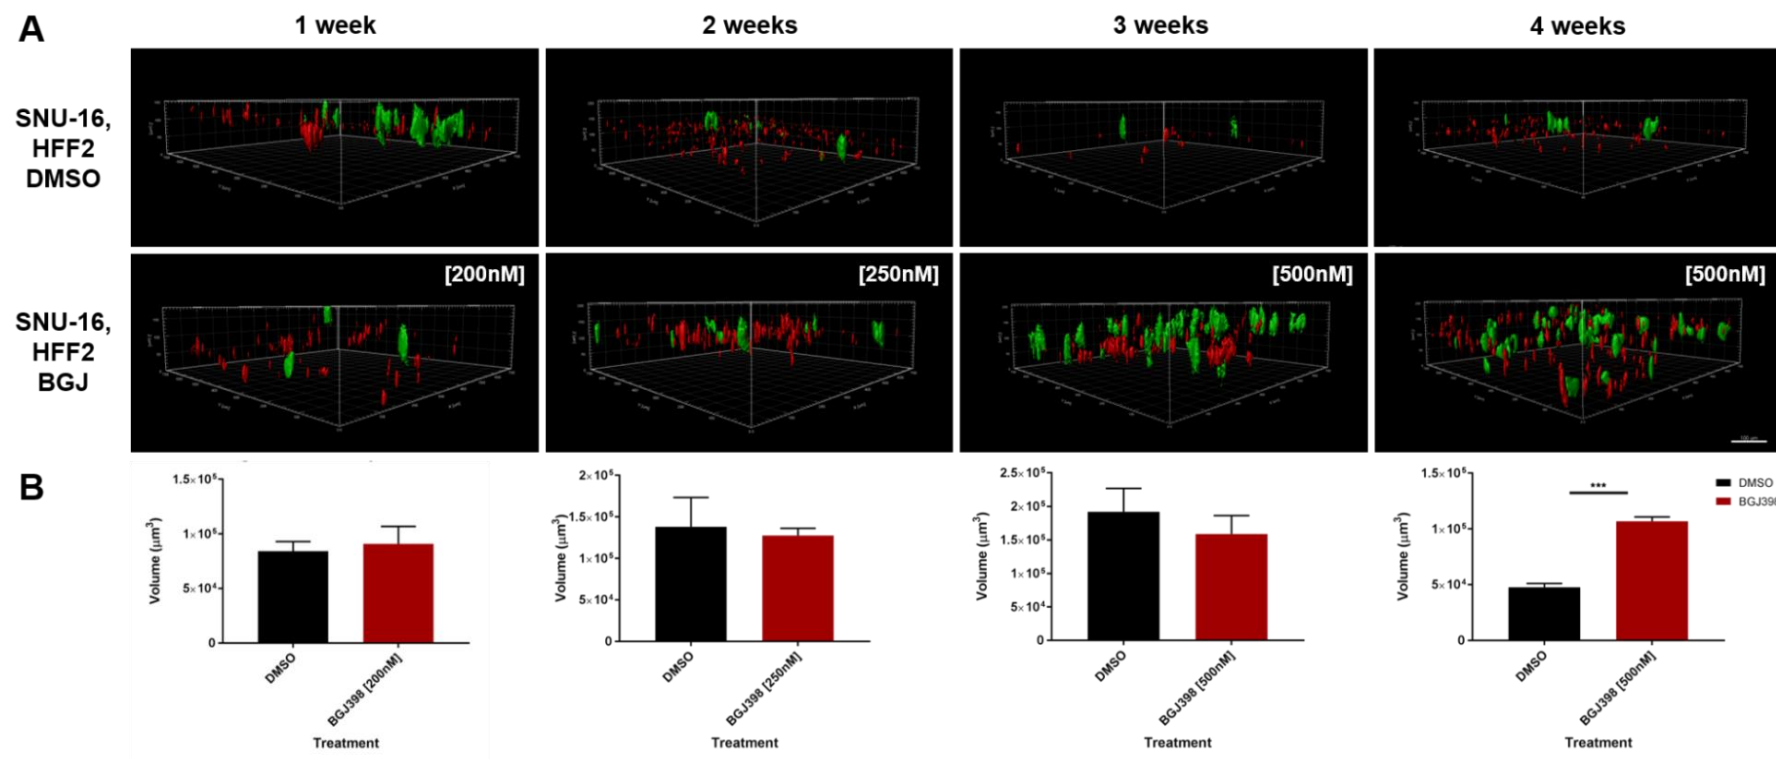 A
1 week
2 weeks
3 weeks
4 weeks
SNU-16,
HFF2
DMSO
SNU-16,
HFF2
BGJ
[200nM]
[250nM]
[500nM]
[500nM]
B
Volume (µm³)
1.5×10⁵
1×10⁵
5×10⁴
0
DMSO
BGJ398 [200nM]
Treatment
Volume (µm³)
2×10⁵
1.5×10⁵
1×10⁵
5×10⁴
0
DMSO
BGJ398 [250nM]
Treatment
Volume (µm³)
2.5×10⁵
2×10⁵
1.5×10⁵
1×10⁵
5×10⁴
0
DMSO
BGJ398 [500nM]
Treatment
Volume (µm³)
1.5×10⁵
1×10⁵
5×10⁴
0
***
DMSO
BGJ398 [500nM]
Treatment
DMSO
BGJ398